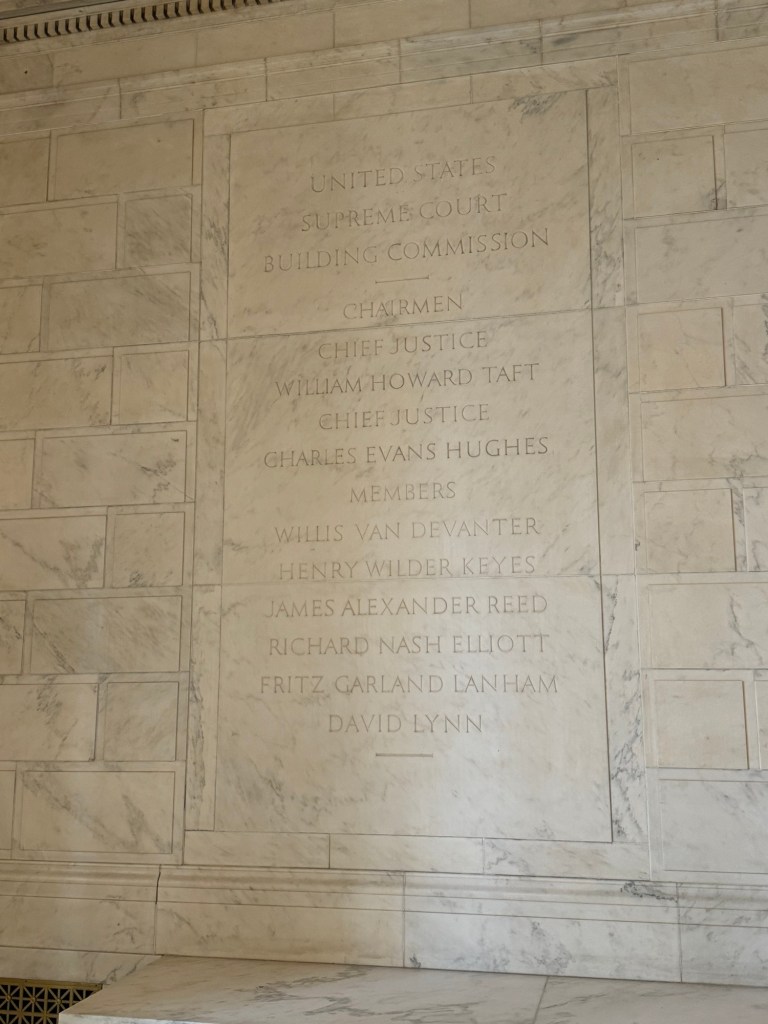 UNITED STATES
SUPREME COURT
BUILDING COMMISSION
CHAIRMEN
CHIEF JUSTICE
WILLIAM HOWARD TAFT
CHIEF JUSTICE
CHARLES EVANS HUGHES
MEMBERS
WILLIS VAN DEVANTER
HENRY WILDER KEYES
JAMES ALEXANDER REED
RICHARD NASH ELLIOTT
FRITZ GARLAND LANHAM
DAVID LYNN